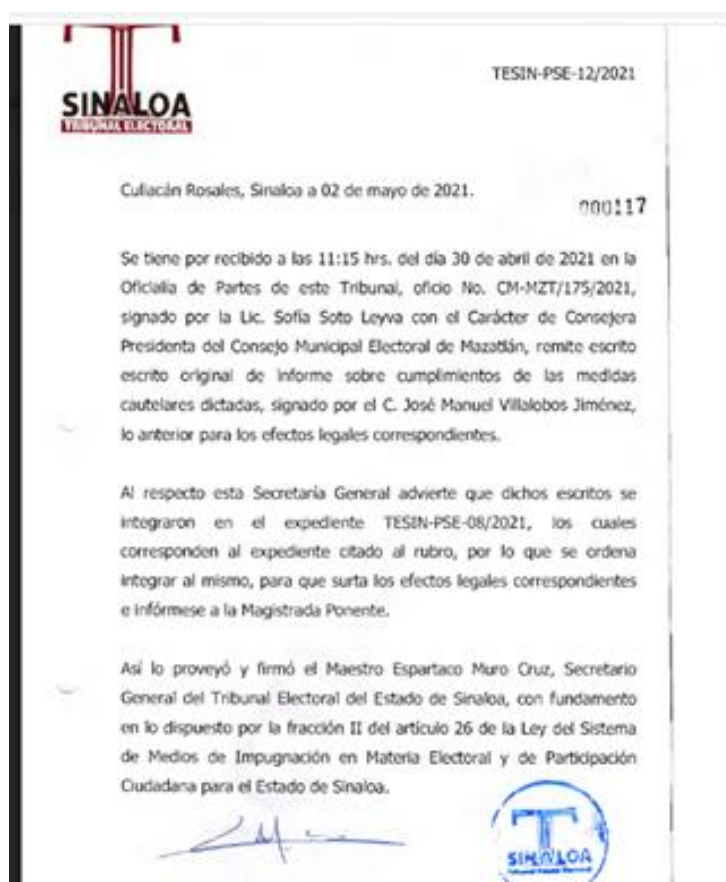 SINALOA
TRIBUNAL ELECTORAL
TESIN-PSE-12/2021
Culiacán Rosales, Sinaloa a 02 de mayo de 2021.
000117
Se tiene por recibido a las 11:15 hrs. del día 30 de abril de 2021 en la
Oficialía de Partes de este Tribunal, oficio No. CM-MZT/175/2021,
signado por la Lic. Sofía Soto Leyva con el Carácter de Consejera
Presidenta del Consejo Municipal Electoral de Mazatlán, remite escrito
escrito original de informe sobre cumplimientos de las medidas
cautelares dictadas, signado por el C. José Manuel Villalobos Jiménez,
lo anterior para los efectos legales correspondientes.
Al respecto esta Secretaría General advierte que dichos escritos se
integraron en el expediente TESIN-PSE-08/2021, los cuales
corresponden al expediente citado al rubro, por lo que se ordena
integrar al mismo, para que surta los efectos legales correspondientes
e infórmese a la Magistrada Ponente.
Así lo proveyó y firmó el Maestro Espartaco Muro Cruz, Secretario
General del Tribunal Electoral del Estado de Sinaloa, con fundamento
en lo dispuesto por la fracción II del artículo 26 de la Ley del Sistema
de Medios de Impugnación en Materia Electoral y de Participación
Ciudadana para el Estado de Sinaloa.
SINALOA